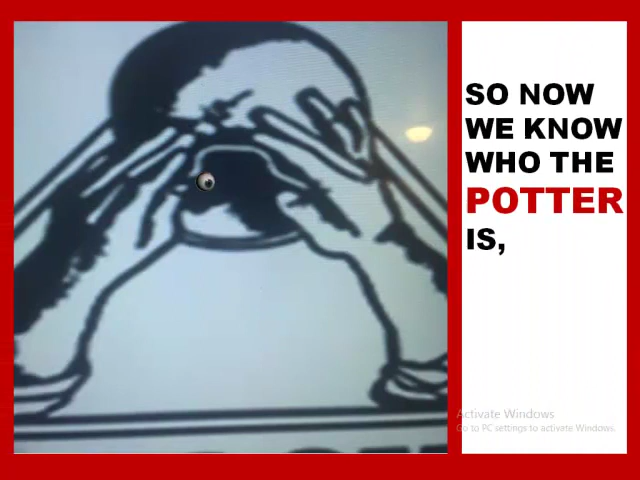 SO NOW
WE KNOW
WHO THE
POTTER
IS,
Activate Windows
Go to PC settings to activate Windows.